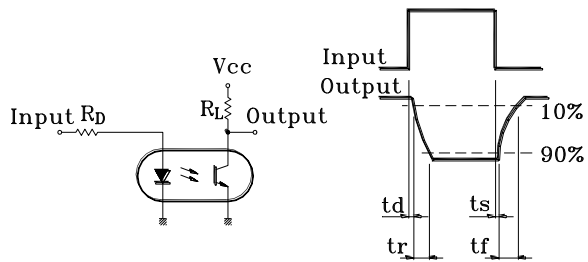 Vcc
Input RD
RL
Output
Input
Output
10%
90%
td
ts
tr
tf